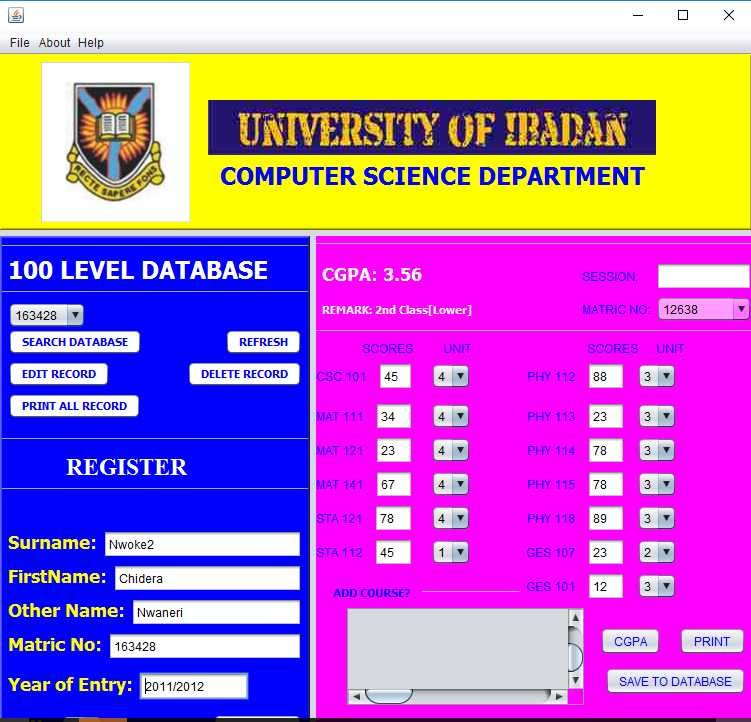 File About Help
RECTE SAPERE FONS
UNIVERSITY OF IBADAN
COMPUTER SCIENCE DEPARTMENT
100 LEVEL DATABASE
163428
SEARCH DATABASE REFRESH
EDIT RECORD DELETE RECORD
PRINT ALL RECORD
REGISTER
Surname: Nwoke2
FirstName: Chidera
Other Name: Nwaneri
Matric No: 163428
Year of Entry: 2011/2012
CGPA: 3.56 SESSION:
REMARK: 2nd Class[Lower] MATRIC NO: 12638
SCORES UNIT SCORES UNIT
CSC 101 45 4 PHY 112 88 3
MAT 111 34 4 PHY 113 23 3
MAT 121 23 4 PHY 114 78 3
MAT 141 67 4 PHY 115 78 3
STA 121 78 4 PHY 118 89 3
STA 112 45 1 GES 107 23 2
ADD COURSE? GES 101 12 3
CGPA PRINT
SAVE TO DATABASE